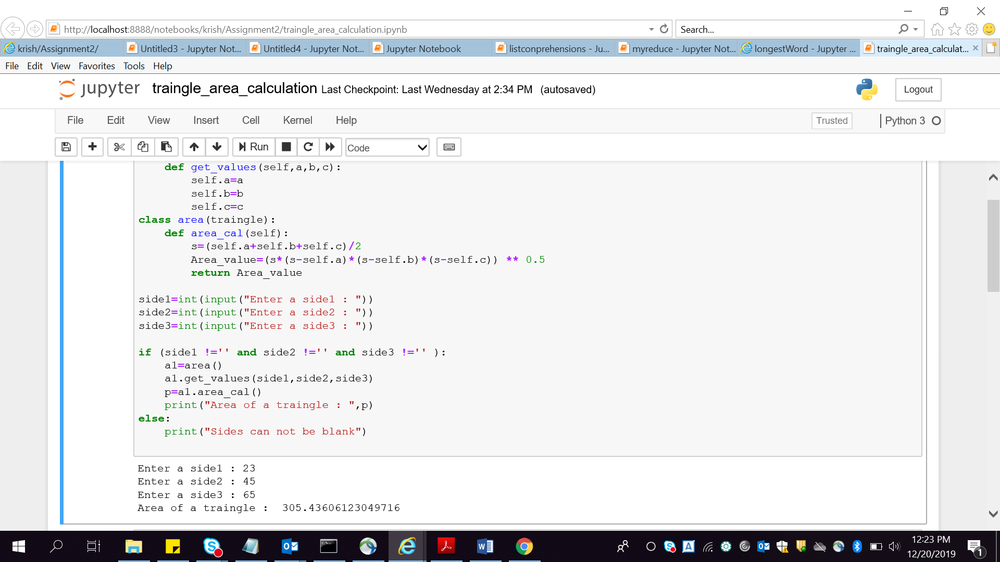 http://localhost:8888/notebooks/krish/Assignment2/traingle_area_calculation.ipynb
Search...
krish/Assignment2/
Untitled3 - Jupyter Not...
Untitled4 - Jupyter Not...
Jupyter Notebook
listconprehensions - Ju...
myreduce - Jupyter Not...
longestWord - Jupyter ...
traingle_area_calculat...
File Edit View Favorites Tools Help
jupyter traingle_area_calculation Last Checkpoint: Last Wednesday at 2:34 PM (autosaved)
Logout
File Edit View Insert Cell Kernel Help
Trusted
Python 3
Run
Code
    def get_values(self,a,b,c):
        self.a=a
        self.b=b
        self.c=c
class area(traingle):
    def area_cal(self):
        s=(self.a+self.b+self.c)/2
        Area_value=(s*(s-self.a)*(s-self.b)*(s-self.c)) ** 0.5
        return Area_value
side1=int(input("Enter a side1 : "))
side2=int(input("Enter a side2 : "))
side3=int(input("Enter a side3 : "))
if (side1 !='' and side2 !='' and side3 !='' ):
    a1=area()
    a1.get_values(side1,side2,side3)
    p=a1.area_cal()
    print("Area of a traingle : ",p)
else:
    print("Sides can not be blank")
Enter a side1 : 23
Enter a side2 : 45
Enter a side3 : 65
Area of a traingle :  305.43606123049716
12:23 PM
12/20/2019
1